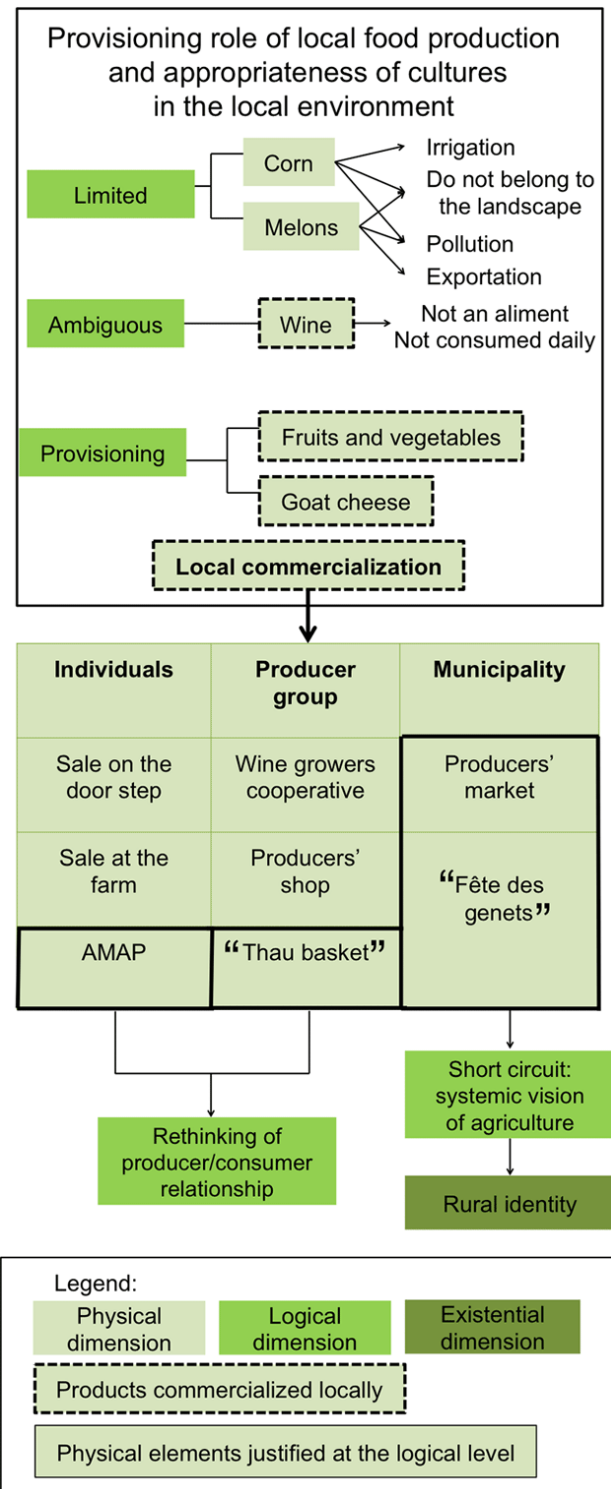 Provisioning role of local food production
and appropriateness of cultures
in the local environment
Limited
Corn
Melons
Irrigation
Do not belong to
the landscape
Pollution
Exportation
Ambiguous
Wine
Not an aliment
Not consumed daily
Provisioning
Fruits and vegetables
Goat cheese
Local commercialization
Individuals
Producer
group
Municipality
Sale on the
door step
Wine growers
cooperative
Producers’
market
Sale at the
farm
Producers’
shop
“Fête des
genets”
AMAP
“Thau basket”
Short circuit:
systemic vision
of agriculture
Rethinking of
producer/consumer
relationship
Rural identity
Legend:
Physical
dimension
Logical
dimension
Existential
dimension
Products commercialized locally
Physical elements justified at the logical level